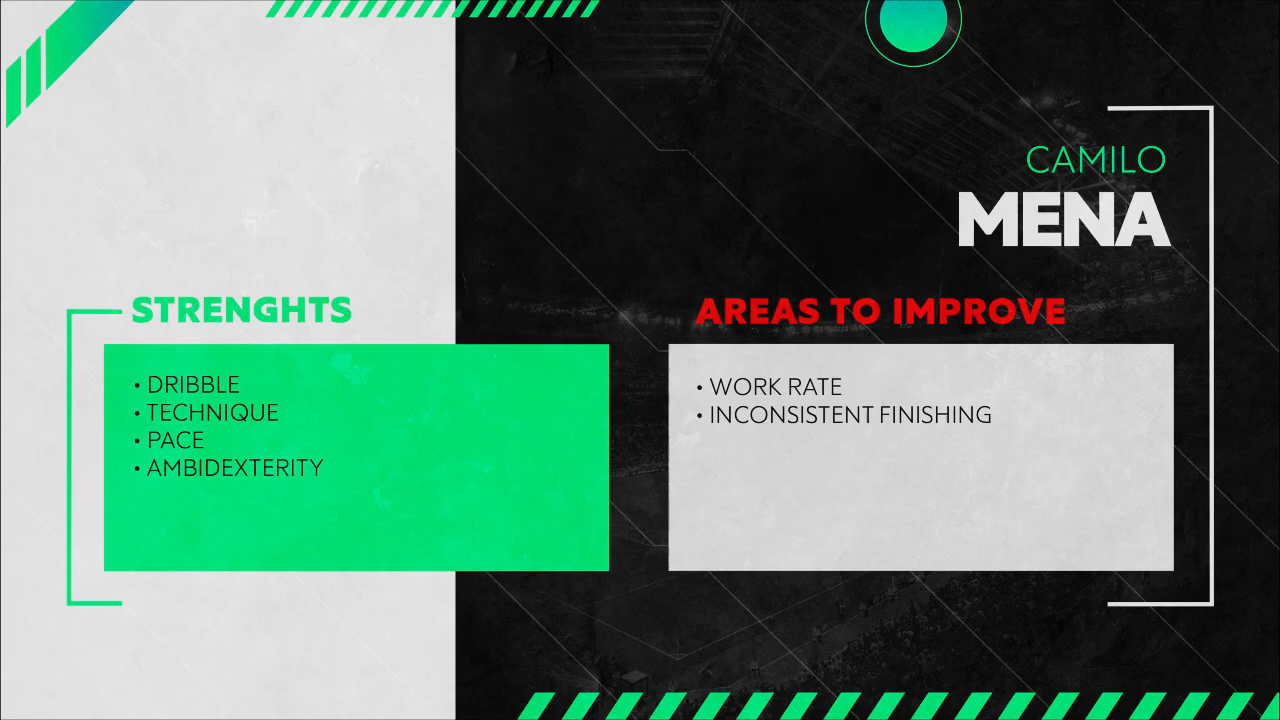 CAMILO
MENA
STRENGHTS
• DRIBBLE
• TECHNIQUE
• PACE
• AMBIDEXTERITY
AREAS TO IMPROVE
• WORK RATE
• INCONSISTENT FINISHING